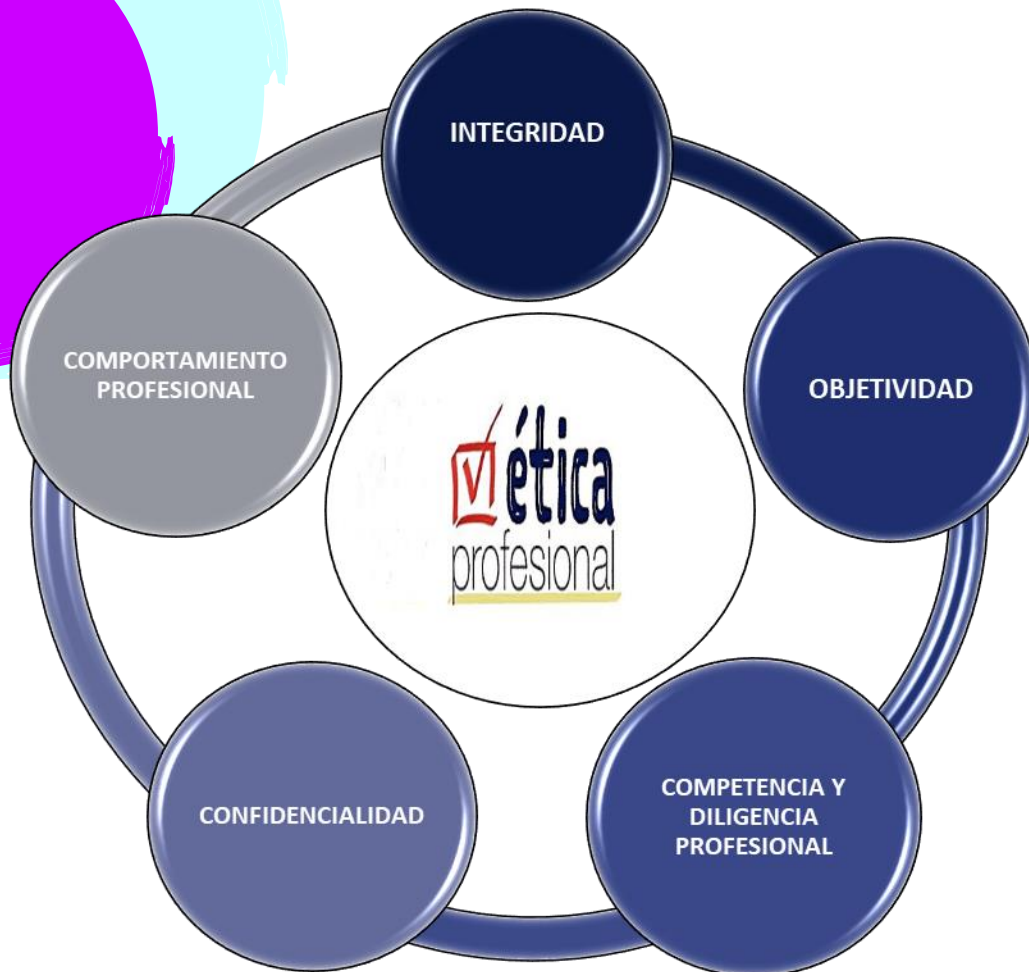 INTEGRIDAD
OBJETIVIDAD
COMPETENCIA Y
DILIGENCIA
PROFESIONAL
CONFIDENCIALIDAD
COMPORTAMIENTO
PROFESIONAL
ética
profesional